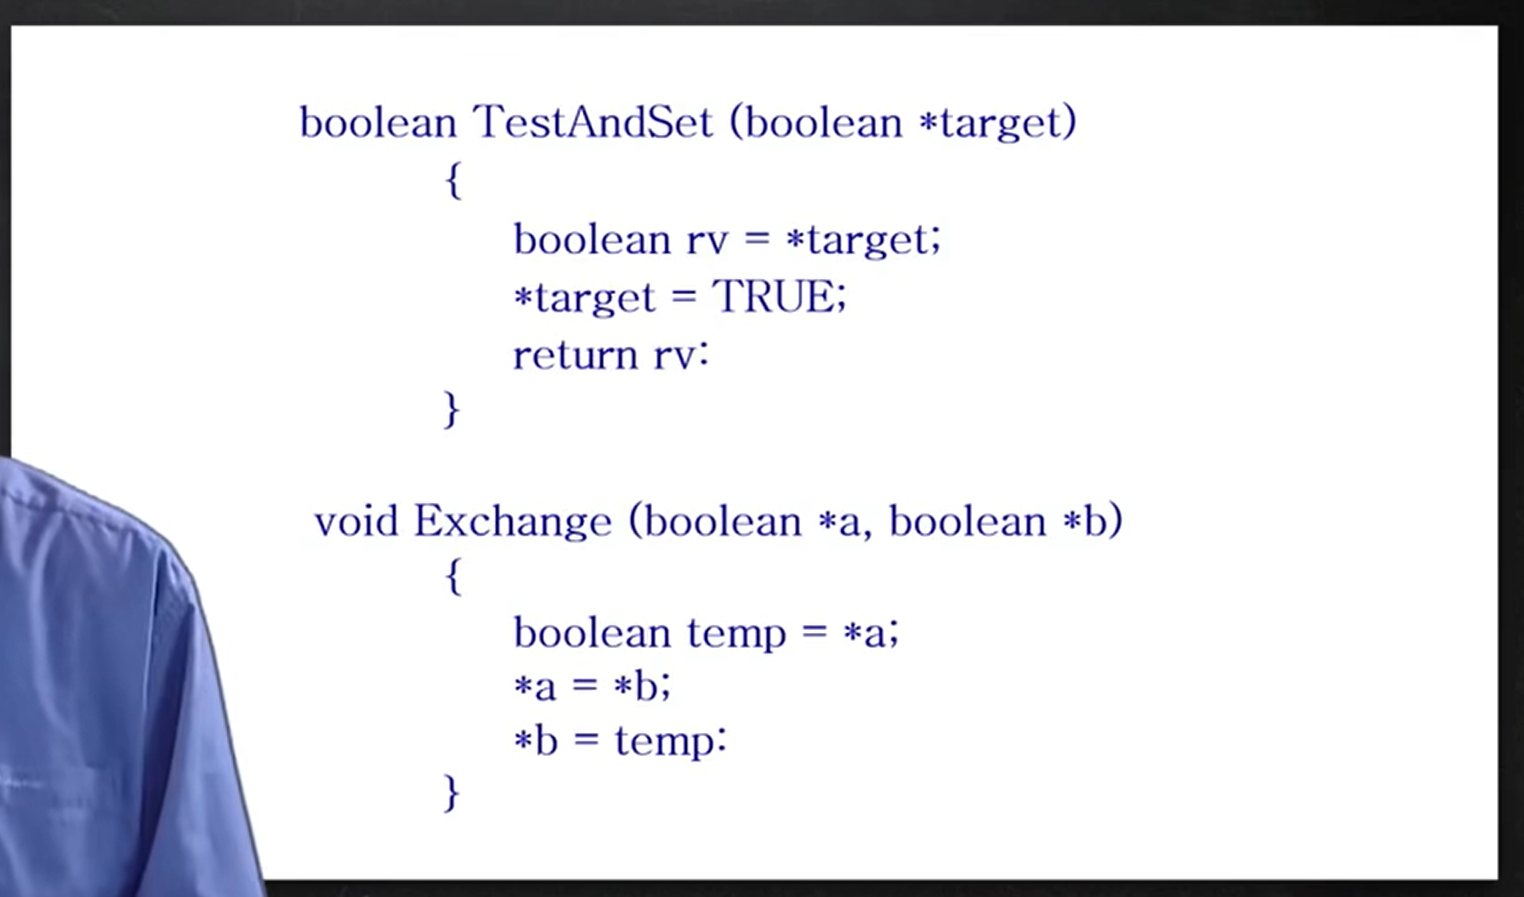 boolean TestAndSet (boolean *target)
{
boolean rv = *target;
*target = TRUE;
return rv:
}
void Exchange (boolean *a, boolean *b)
{
boolean temp = *a;
*a = *b;
*b = temp:
}